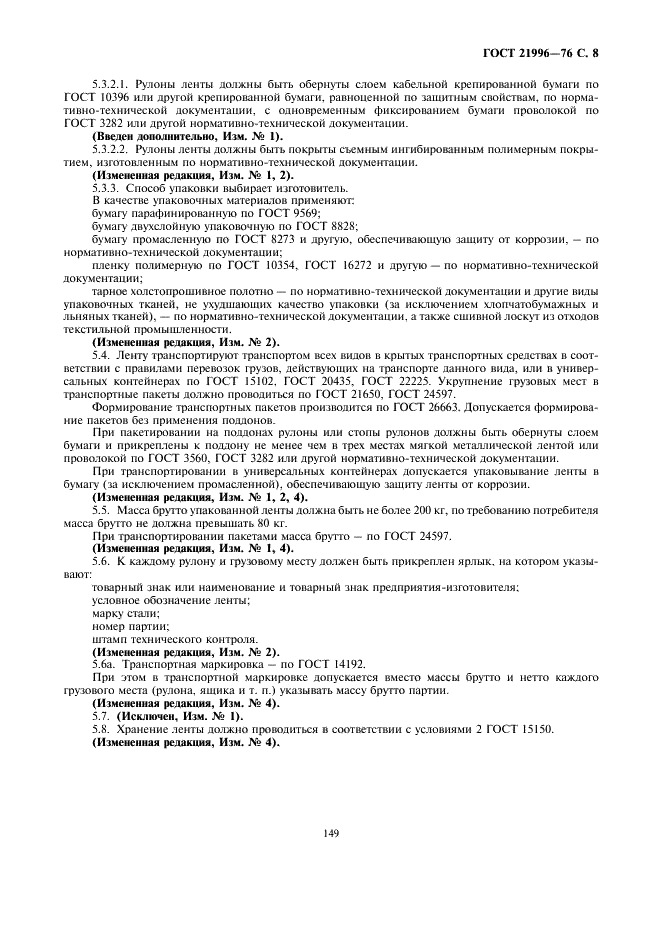 ГОСТ 21996—76 С. 8
5.3.2.1. Рулоны ленты должны быть обернуты слоем кабельной крепированной бумаги по
ГОСТ 10396 или другой крепированной бумаги, равноценной по защитным свойствам, по норма-
тивно-технической документации, с одновременным фиксированием бумаги проволокой по
ГОСТ 3282 или другой нормативно-технической документации.
(Введен дополнительно, Изм. № 1).
5.3.2.2. Рулоны ленты должны быть покрыты съемным ингибированным полимерным покры-
тием, изготовленным по нормативно-технической документации.
(Измененная редакция, Изм. № 1, 2).
5.3.3. Способ упаковки выбирает изготовитель.
В качестве упаковочных материалов применяют:
бумагу парафинированную по ГОСТ 9569;
бумагу двухслойную упаковочную по ГОСТ 8828;
бумагу промасленную по ГОСТ 8273 и другую, обеспечивающую защиту от коррозии, — по
нормативно-технической документации;
пленку полимерную по ГОСТ 10354, ГОСТ 16272 и другую — по нормативно-технической
документации;
тарное холстопрошивное полотно — по нормативно-технической документации и другие виды
упаковочных тканей, не ухудшающих качество упаковки (за исключением хлопчатобумажных и
льняных тканей), — по нормативно-технической документации, а также сшивной лоскут из отходов
текстильной промышленности.
(Измененная редакция, Изм. № 2).
5.4. Ленту транспортируют транспортом всех видов в крытых транспортных средствах в соот-
ветствии с правилами перевозок грузов, действующих на транспорте данного вида, или в универ-
сальных контейнерах по ГОСТ 15102, ГОСТ 20435, ГОСТ 22225. Укрупнение грузовых мест в
транспортные пакеты должно проводиться по ГОСТ 21650, ГОСТ 24597.
Формирование транспортных пакетов производится по ГОСТ 26663. Допускается формирова-
ние пакетов без применения поддонов.
При пакетировании на поддонах рулоны или стопы рулонов должны быть обернуты слоем
бумаги и прикреплены к поддону не менее чем в трех местах мягкой металлической лентой или
проволокой по ГОСТ 3560, ГОСТ 3282 или другой нормативно-технической документации.
При транспортировании в универсальных контейнерах допускается упаковывание ленты в
бумагу (за исключением промасленной), обеспечивающую защиту ленты от коррозии.
(Измененная редакция, Изм. № 1, 2, 4).
5.5. Масса брутто упакованной ленты должна быть не более 200 кг, по требованию потребителя
масса брутто не должна превышать 80 кг.
При транспортировании пакетами масса брутто — по ГОСТ 24597.
(Измененная редакция, Изм. № 1, 4).
5.6. К каждому рулону и грузовому месту должен быть прикреплен ярлык, на котором указы-
вают:
товарный знак или наименование и товарный знак предприятия-изготовителя;
условное обозначение ленты;
марку стали;
номер партии;
штамп технического контроля.
(Измененная редакция, Изм. № 2).
5.6а. Транспортная маркировка — по ГОСТ 14192.
При этом в транспортной маркировке допускается вместо массы брутто и нетто каждого
грузового места (рулона, ящика и т. п.) указывать массу брутто партии.
(Измененная редакция, Изм. № 4).
5.7. (Исключен, Изм. № 1).
5.8. Хранение ленты должно проводиться в соответствии с условиями 2 ГОСТ 15150.
(Измененная редакция, Изм. № 4).
149